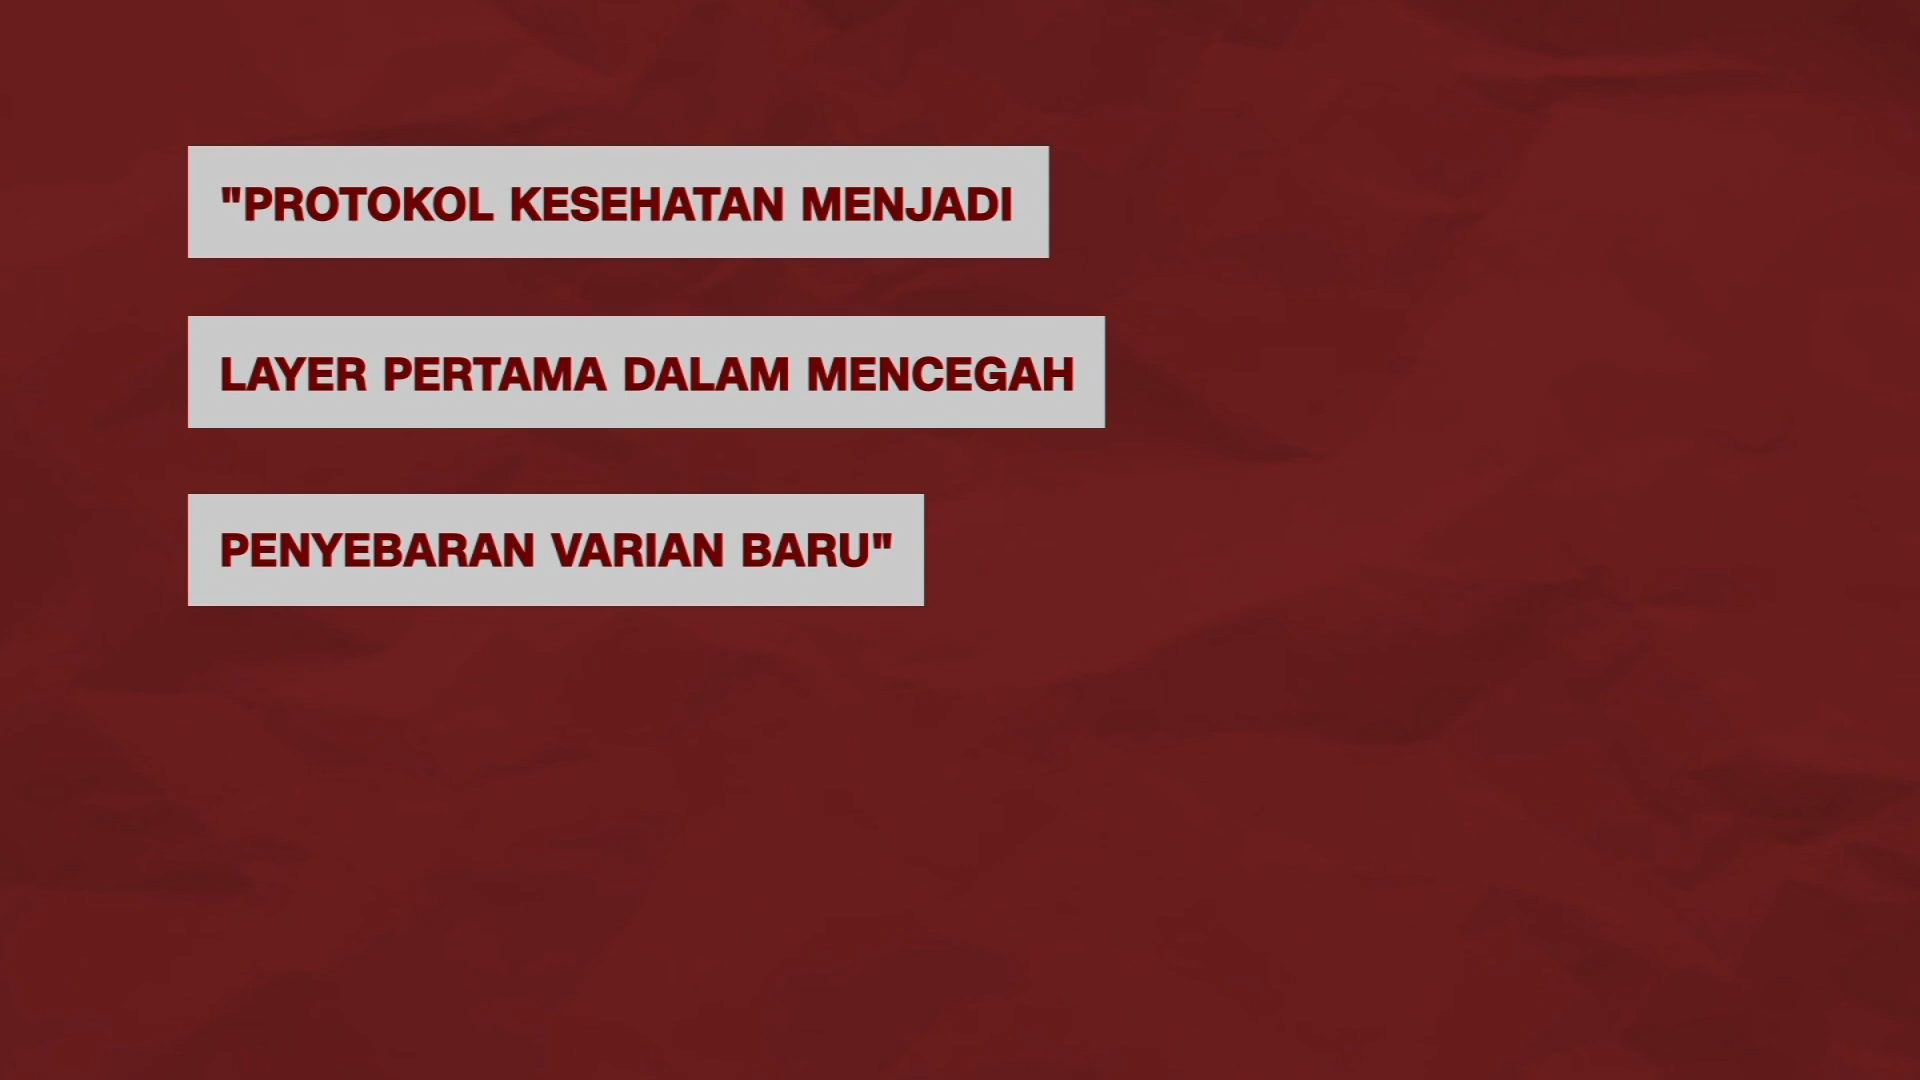 "PROTOKOL KESEHATAN MENJADI
LAYER PERTAMA DALAM MENCEGAH
PENYEBARAN VARIAN BARU"